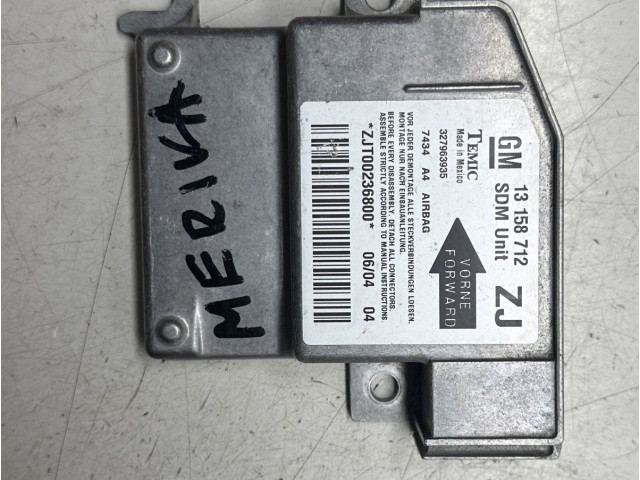 MERIVA
GM 13 158 712
SDM Unit ZJ
TEMIC
Made in Mexico
327963935
7434 A4 AIRBAG
VORNE
FORWARD
VOR JEDER DEMONTAGE ALLE STECKVERBINDUNGEN LOESEN.
MONTAGE NUR NACH EINBAUANLEITUNG.
BEFORE EVERY DISASSEMBLY, DETACH ALL CONNECTORS.
ASSEMBLE STRICTLY ACCORDING TO MANUAL INSTRUCTIONS
*ZJT00236800* 06/04 04